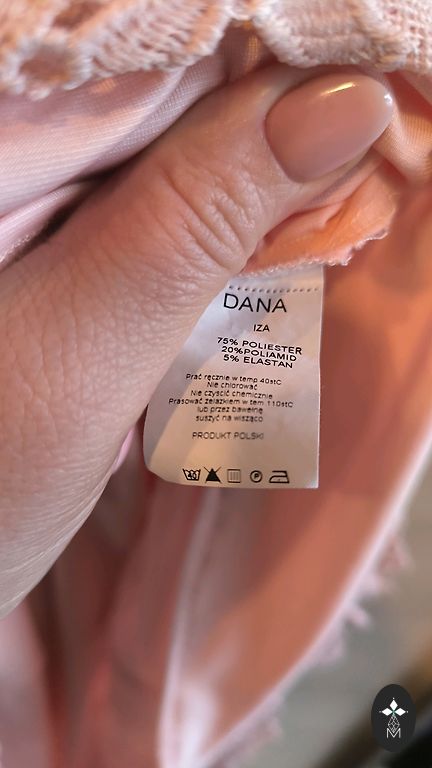 DANA
IZA
75% POLIESTER
20%POLIAMID
5% ELASTAN
Prać ręcznie w temp 40stC
Nie chlorować
Nie czyścić chemicznie
Prasować żelazkiem w tem 110stC
lub przez bawełnę
suszyć na wisząco
PRODUKT POLSKI
40 P
M